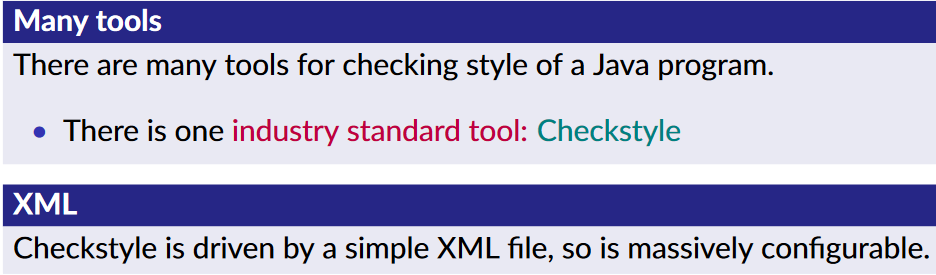 Many tools
There are many tools for checking style of a Java program.
• There is one industry standard tool: Checkstyle
XML
Checkstyle is driven by a simple XML file, so is massively configurable.